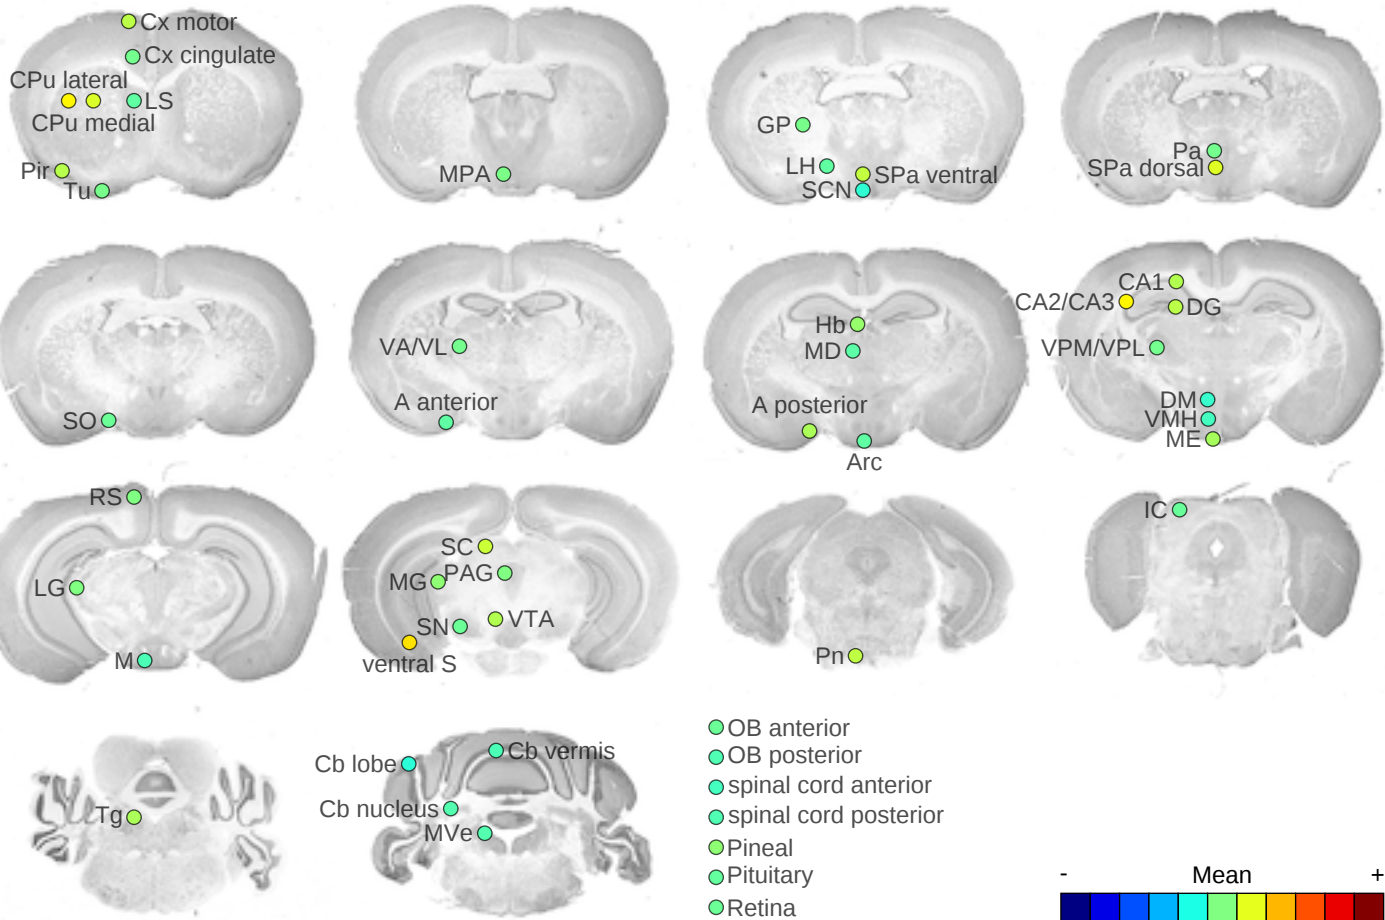 Cx motor
Cx cingulate
CPu lateral
LS
CPu medial
Pir
Tu
MPA
GP
LH
SPa ventral
SCN
Pa
SPa dorsal
SO
VA/VL
A anterior
Hb
MD
A posterior
Arc
CA1
CA2/CA3
DG
VPM/VPL
DM
VMH
ME
RS
LG
M
SC
MG
PAG
SN
VTA
ventral S
Pn
IC
Tg
Cb lobe
Cb vermis
Cb nucleus
MVe
OB anterior
OB posterior
spinal cord anterior
spinal cord posterior
Pineal
Pituitary
Retina
- Mean +